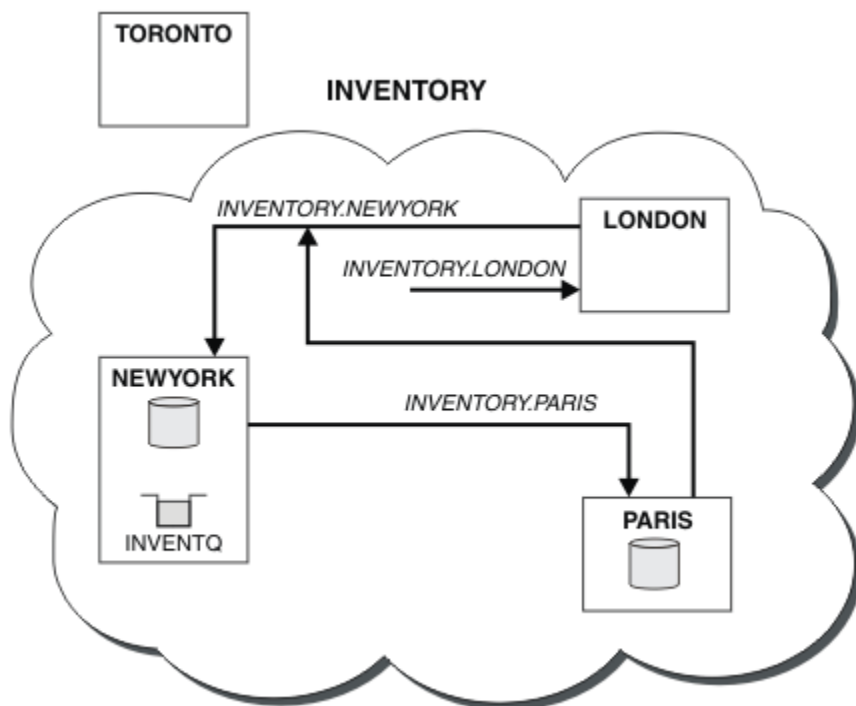 TORONTO
INVENTORY
INVENTORY.NEWYORK
LONDON
INVENTORY.LONDON
NEWYORK
INVENTORY.PARIS
PARIS
INVENTQ